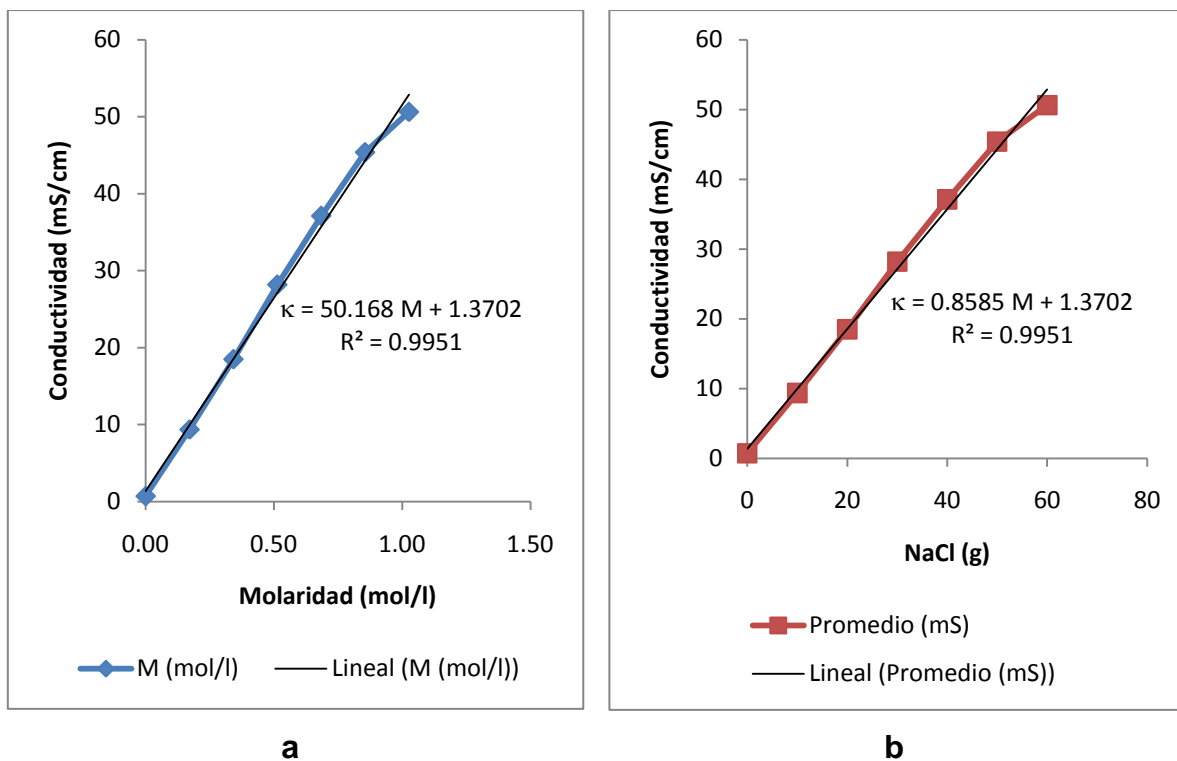 60
50
40
30
20
10
0
0.00 0.50 1.00 1.50
Conductividad (mS/cm)
κ = 50.168 M + 1.3702
R² = 0.9951
Molaridad (mol/l)
M (mol/l) Lineal (M (mol/l))
a
60
50
40
30
20
10
0
0 20 40 60 80
Conductividad (mS/cm)
κ = 0.8585 M + 1.3702
R² = 0.9951
NaCl (g)
Promedio (mS)
Lineal (Promedio (mS))
b